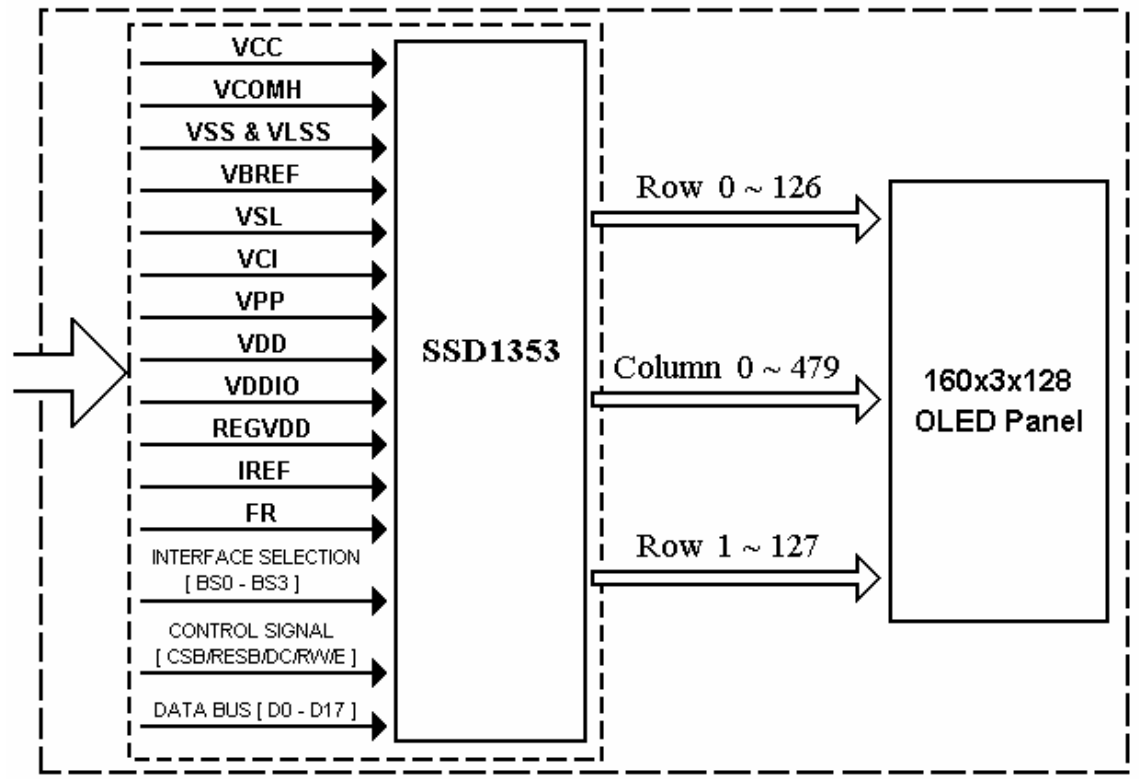 VCC
VCOMH
VSS & VLSS
VBREF
VSL
VCI
VPP
VDD
VDDIO
REGVDD
IREF
FR
INTERFACE SELECTION
[ BS0 - BS3 ]
CONTROL SIGNAL
[ CSB/RESB/DC/RW/E ]
DATA BUS [ D0 - D17 ]
SSD1353
Row 0 ~ 126
Column 0 ~ 479
Row 1 ~ 127
160x3x128
OLED Panel